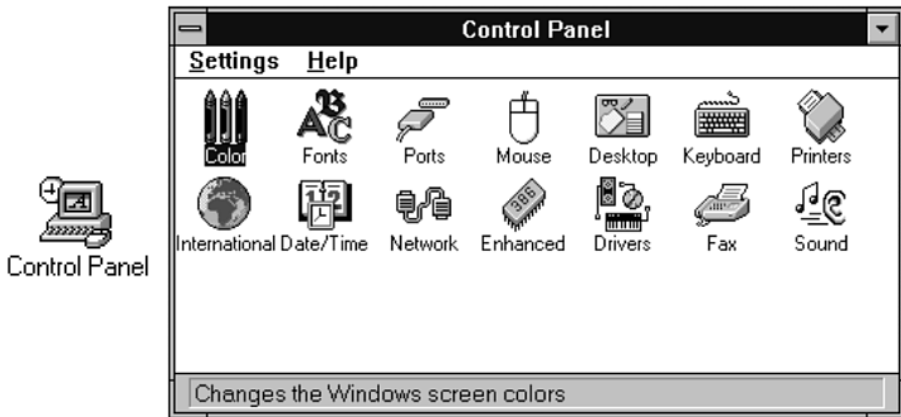 Control Panel
Settings Help
Color Fonts Ports Mouse Desktop Keyboard Printers
International Date/Time Network Enhanced Drivers Fax Sound
Control Panel
Changes the Windows screen colors